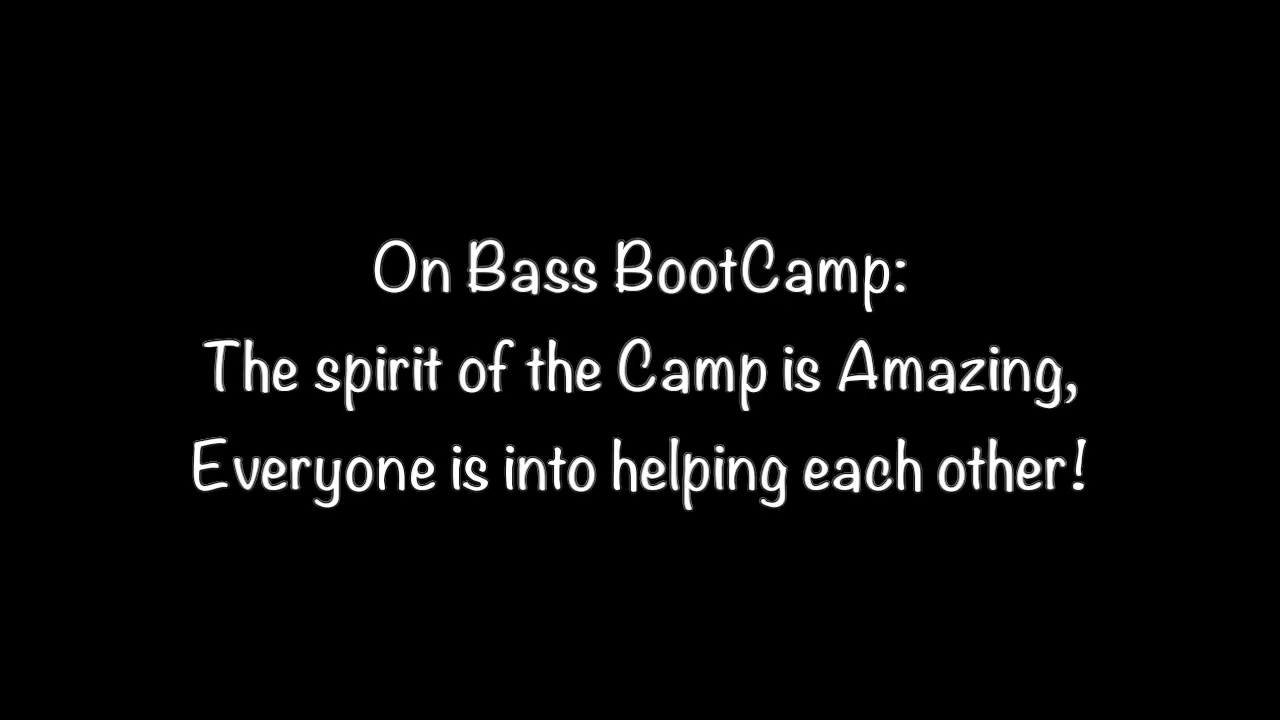 On Bass BootCamp:
The spirit of the Camp is Amazing,
Everyone is into helping each other!